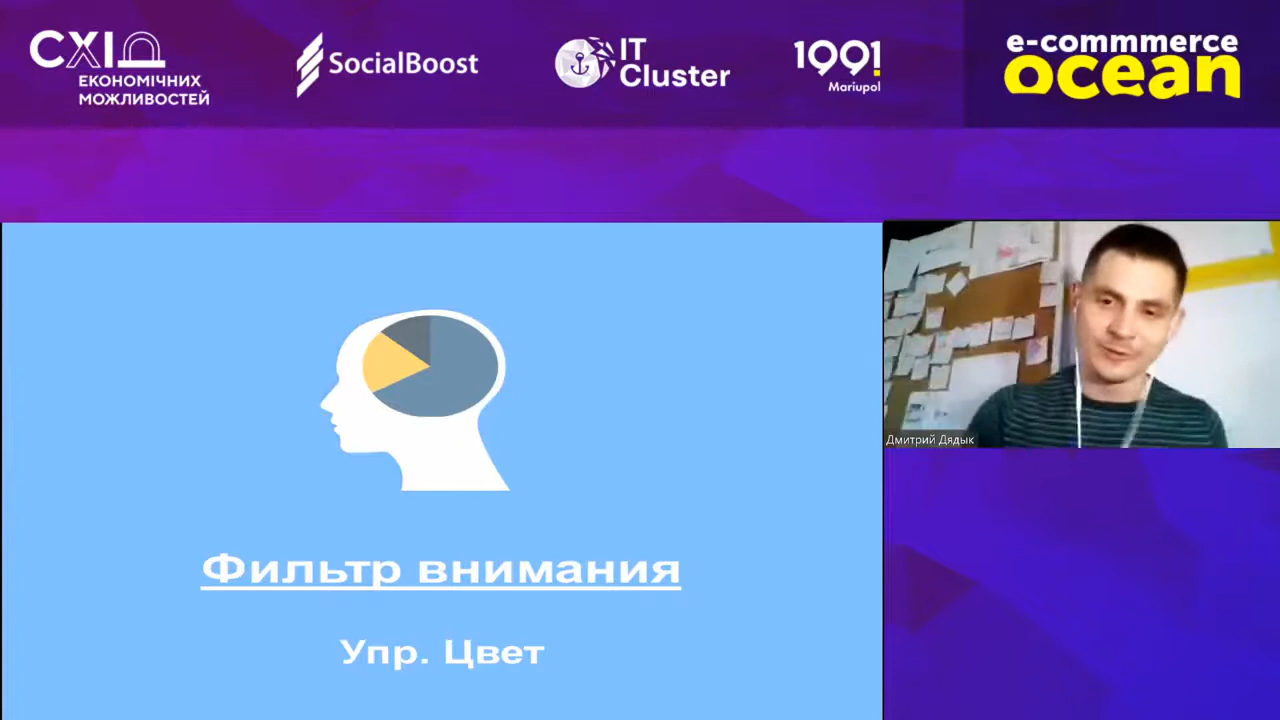 СХІД
ЕКОНОМІЧНИХ
МОЖЛИВОСТЕЙ
SocialBoost
IT
Cluster
1991
Mariupol
e-commmerce
ocean
Дмитрий Дядык
Фильтр внимания
Упр. Цвет